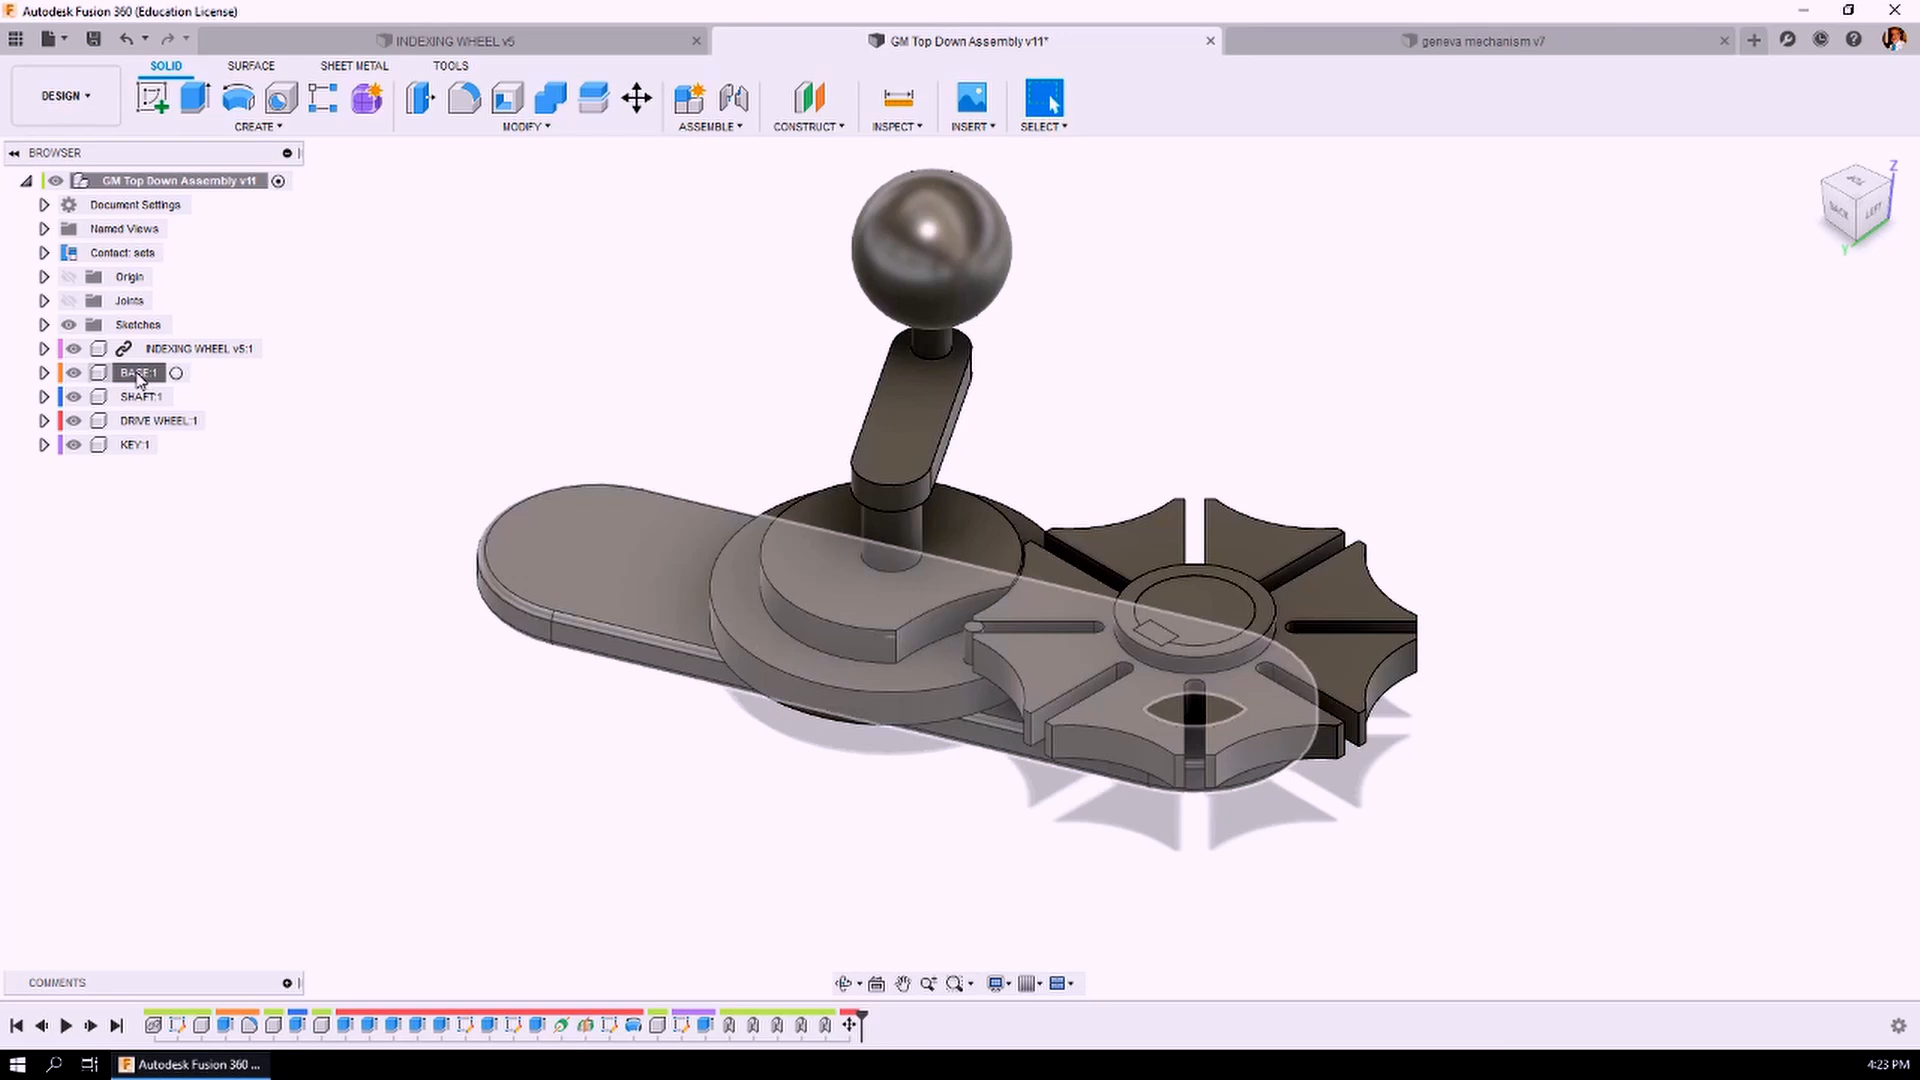 Autodesk Fusion 360 (Education License)
INDEXING WHEEL v5
GM Top Down Assembly v11*
geneva mechanism v7
SOLID
SURFACE
SHEET METAL
TOOLS
DESIGN
CREATE
MODIFY
ASSEMBLE
CONSTRUCT
INSPECT
INSERT
SELECT
BROWSER
GM Top Down Assembly v11
Document Settings
Named Views
Contact: sets
Origin
Joints
Sketches
INDEXING WHEEL v5:1
BASE:1
SHAFT:1
DRIVE WHEEL:1
KEY:1
Z
TOP
BACK
LEFT
Y
COMMENTS
Autodesk Fusion 360 ...
4:23 PM